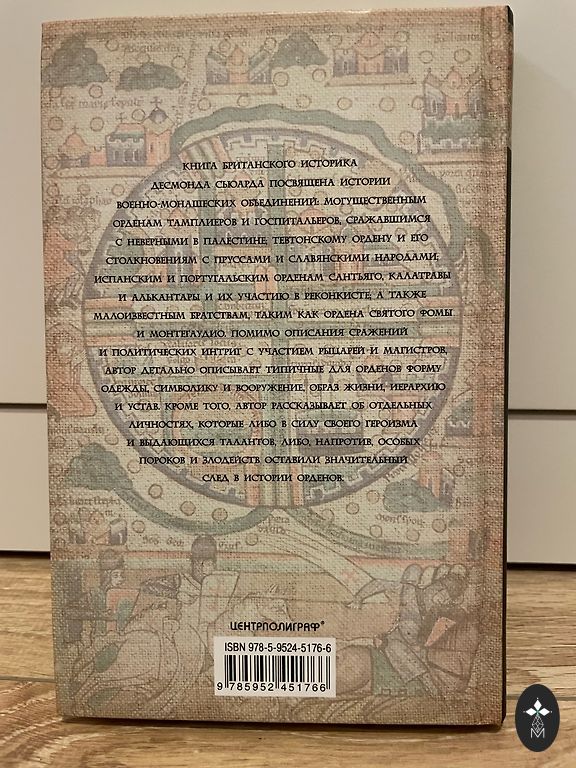 КНИГА БРИТАНСКОГО ИСТОРИКА
ДЕСМОНДА СЬЮАРДА ПОСВЯЩЕНА ИСТОРИИ
ВОЕННО-МОНАШЕСКИХ ОБЪЕДИНЕНИЙ: МОГУЩЕСТВЕННЫМ
ОРДЕНАМ ТАМПЛИЕРОВ И ГОСПИТАЛЬЕРОВ, СРАЖАВШИМСЯ
С НЕВЕРНЫМИ В ПАЛЕСТИНЕ; ТЕВТОНСКОМУ ОРДЕНУ И ЕГО
СТОЛКНОВЕНИЯМ С ПРУССАМИ И СЛАВЯНСКИМИ НАРОДАМИ;
ИСПАНСКИМ И ПОРТУГАЛЬСКИМ ОРДЕНАМ САНТЬЯГО, КАЛАТРАВЫ
И АЛЬКАНТАРЫ И ИХ УЧАСТИЮ В РЕКОНКИСТЕ; А ТАКЖЕ
МАЛОИЗВЕСТНЫМ БРАТСТВАМ, ТАКИМ КАК ОРДЕНА СВЯТОГО ФОМЫ
И МОНТЕГАУДИО. ПОМИМО ОПИСАНИЯ СРАЖЕНИЙ
И ПОЛИТИЧЕСКИХ ИНТРИГ С УЧАСТИЕМ РЫЦАРЕЙ И МАГИСТРОВ,
АВТОР ДЕТАЛЬНО ОПИСЫВАЕТ ТИПИЧНЫЕ ДЛЯ ОРДЕНОВ ФОРМУ
ОДЕЖДЫ, СИМВОЛИКУ И ВООРУЖЕНИЕ, ОБРАЗ ЖИЗНИ, ИЕРАРХИЮ
И УСТАВ. КРОМЕ ТОГО, АВТОР РАССКАЗЫВАЕТ ОБ ОТДЕЛЬНЫХ
ЛИЧНОСТЯХ, КОТОРЫЕ ЛИБО В СИЛУ СВОЕГО ГЕРОИЗМА
И ВЫДАЮЩИХСЯ ТАЛАНТОВ, ЛИБО, НАПРОТИВ, ОСОБЫХ
ПОРОКОВ И ЗЛОДЕЙСТВ ОСТАВИЛИ ЗНАЧИТЕЛЬНЫЙ
СЛЕД В ИСТОРИИ ОРДЕНОВ.
ЦЕНТРПОЛИГРАФ®
ISBN 978-5-9524-5176-6
9 785952 451766
M